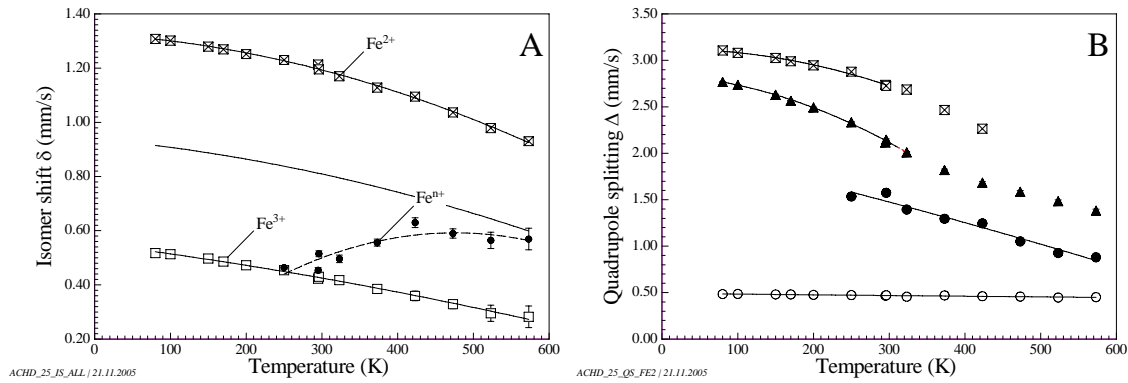 1.40
1.20
1.00
0.80
0.60
0.40
0.20
0
100
200
300
400
500
600
Isomer shift δ (mm/s)
Temperature (K)
A
Fe2+
Fen+
Fe3+
ACHD_25_IS_ALL / 21.11.2005
3.50
3.00
2.50
2.00
1.50
1.00
0.50
0.00
0
100
200
300
400
500
600
Quadrupole splitting Δ (mm/s)
Temperature (K)
B
ACHD_25_QS_FE2 / 21.11.2005